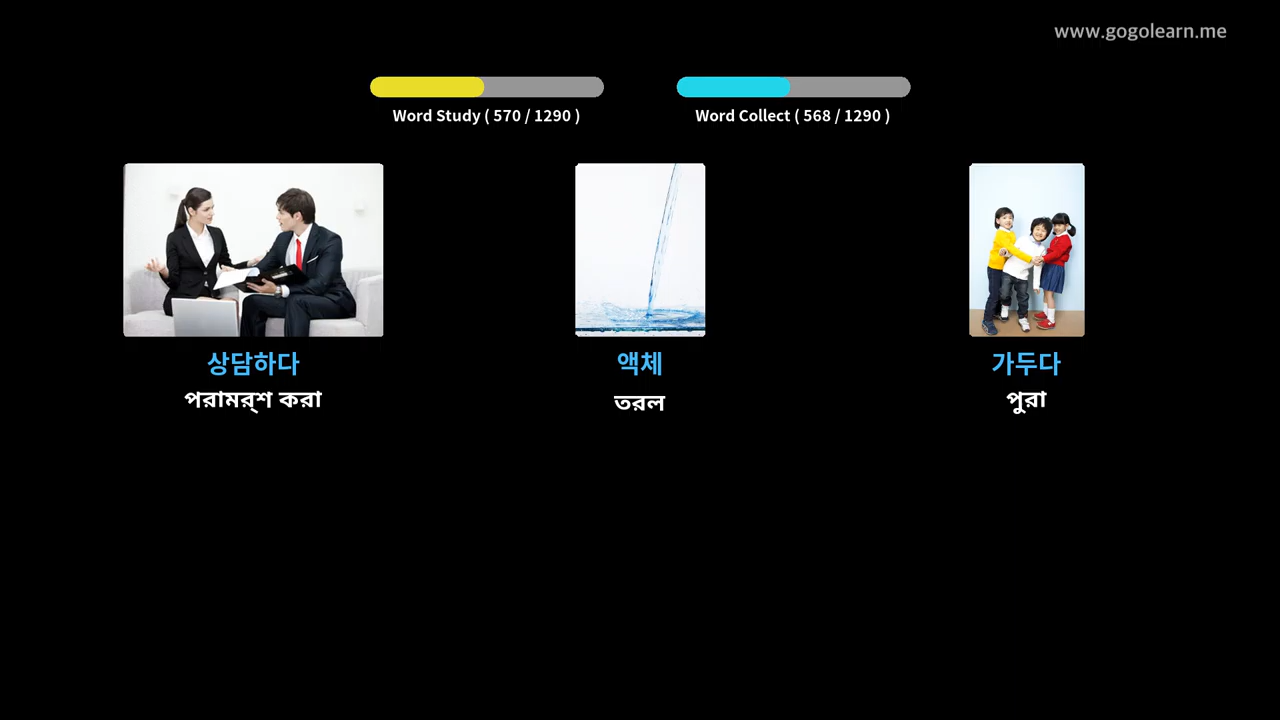 www.gogolearn.me
Word Study ( 570 / 1290 )
Word Collect ( 568 / 1290 )
상담하다
액체
가두다
পরামর্শ করা
তরল
পুরা